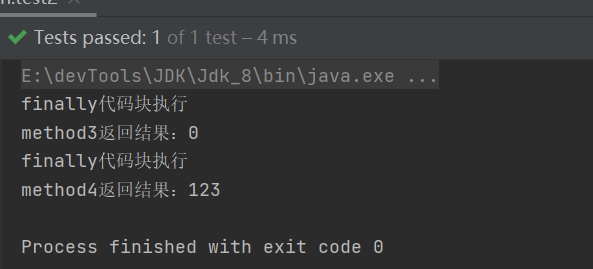 Tests passed: 1 of 1 test – 4 ms
E:\devTools\JDK\Jdk_8\bin\java.exe ...
finally代码块执行
method3返回结果：0
finally代码块执行
method4返回结果：123
Process finished with exit code 0